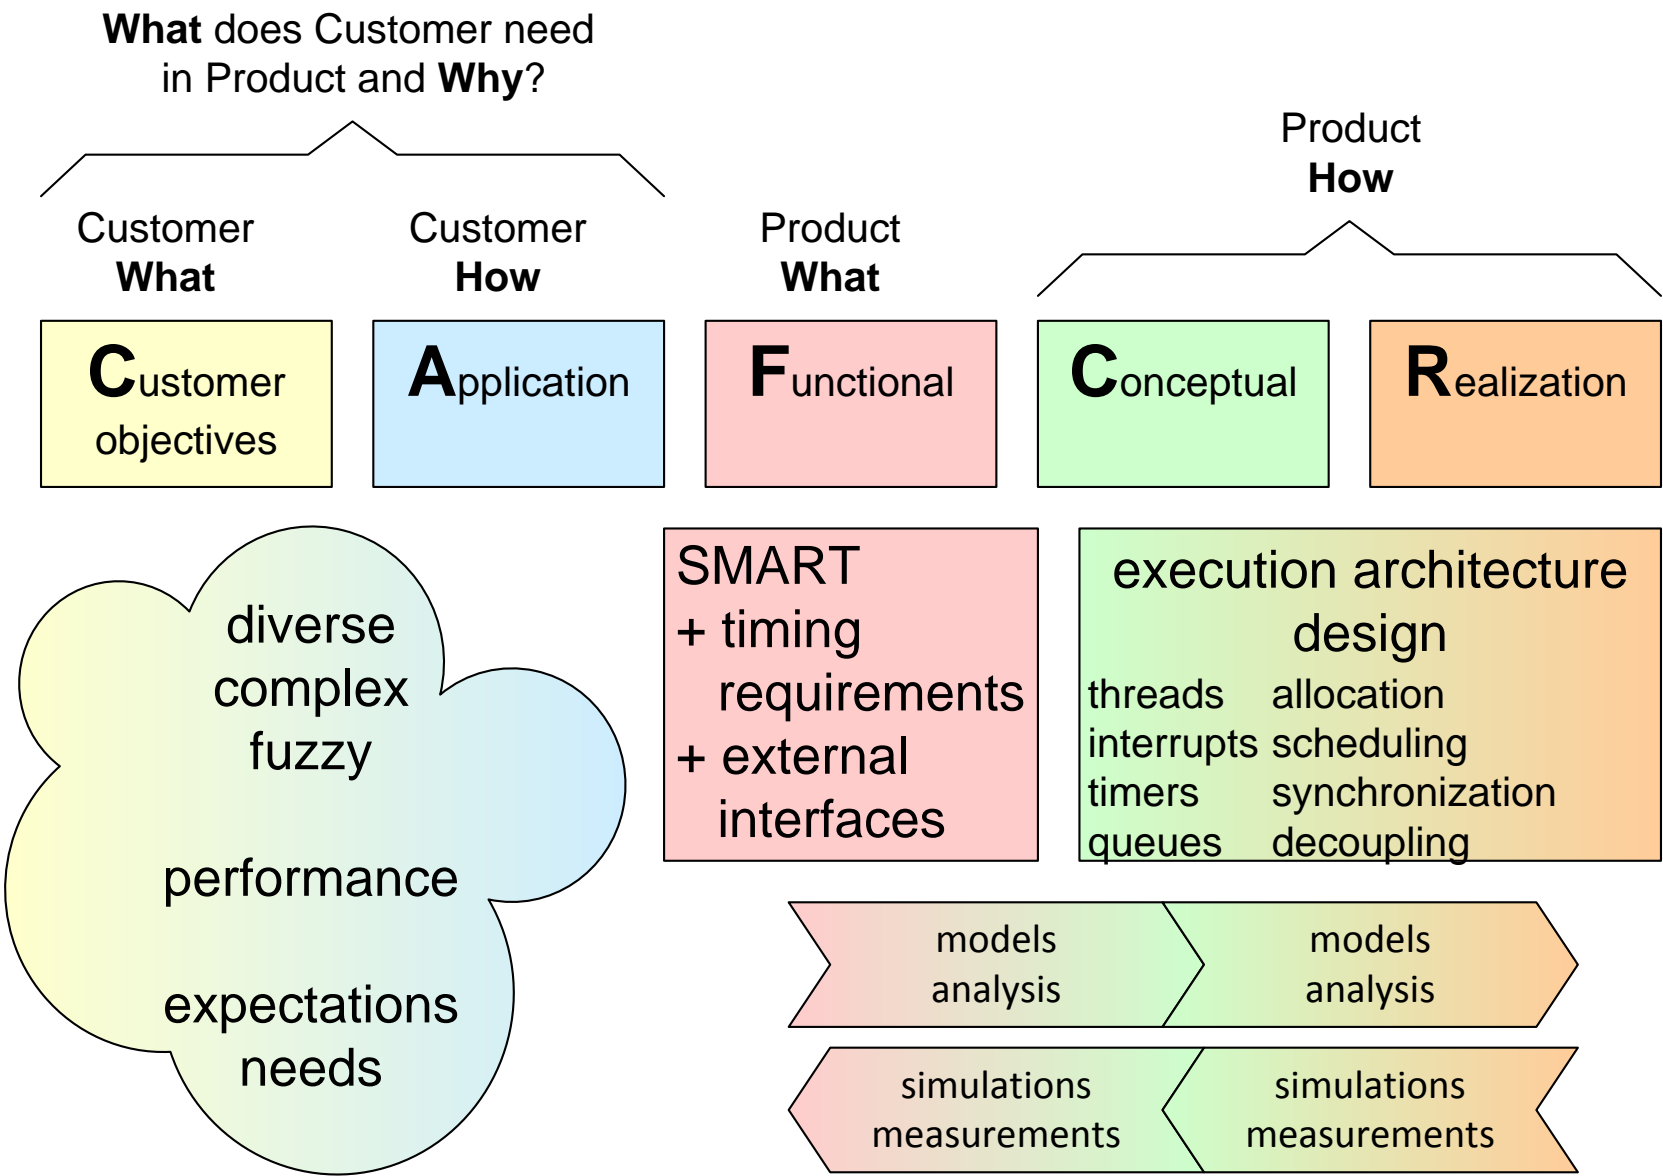 What does Customer need
in Product and Why?
Product
How
Customer
What
Customer
How
Product
What
Customer
objectives
Application
Functional
Conceptual
Realization
diverse
complex
fuzzy
performance
expectations
needs
SMART
+ timing
requirements
+ external
interfaces
execution architecture
design
threads allocation
interrupts scheduling
timers synchronization
queues decoupling
models
analysis
models
analysis
simulations
measurements
simulations
measurements